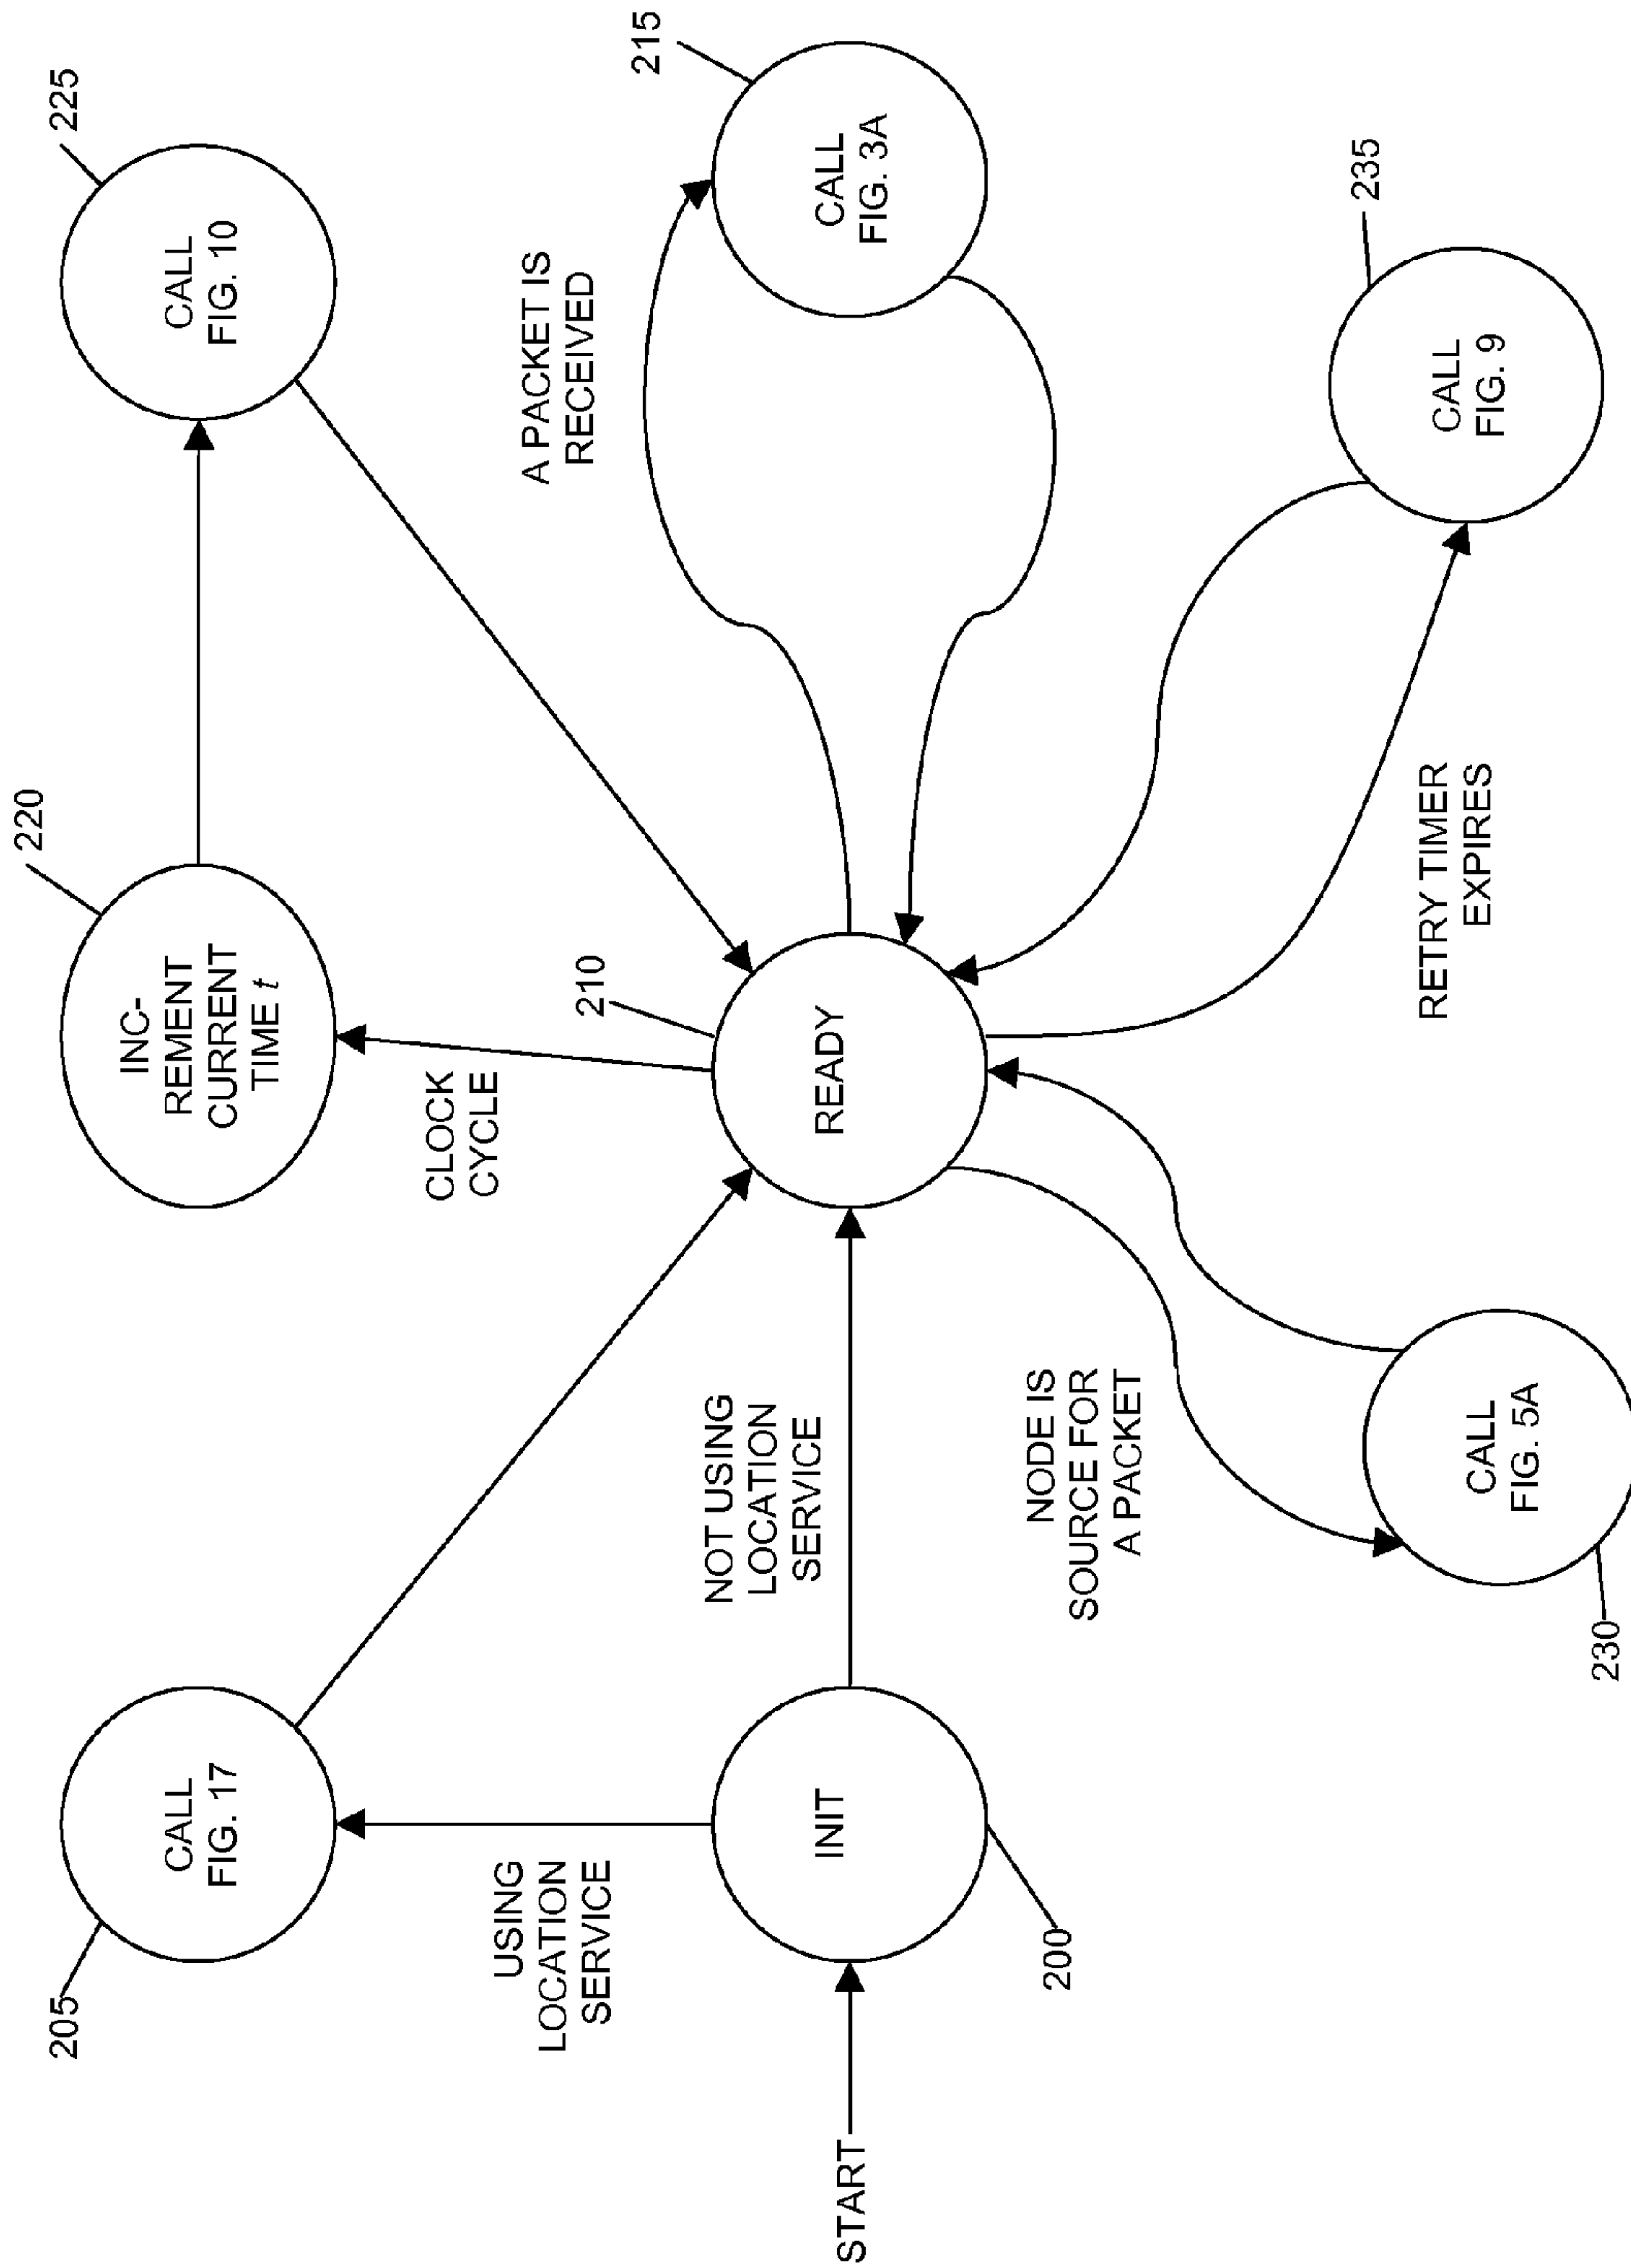 205
CALL
FIG. 17
USING
LOCATION
SERVICE
START
INIT
200
NOT USING
LOCATION
SERVICE
220
INC-
REMENT
CURRENT
TIME t
CLOCK
CYCLE
225
CALL
FIG. 10
210
READY
A PACKET IS
RECEIVED
215
CALL
FIG. 3A
NODE IS
SOURCE FOR
A PACKET
230
CALL
FIG. 5A
RETRY TIMER
EXPIRES
235
CALL
FIG. 9